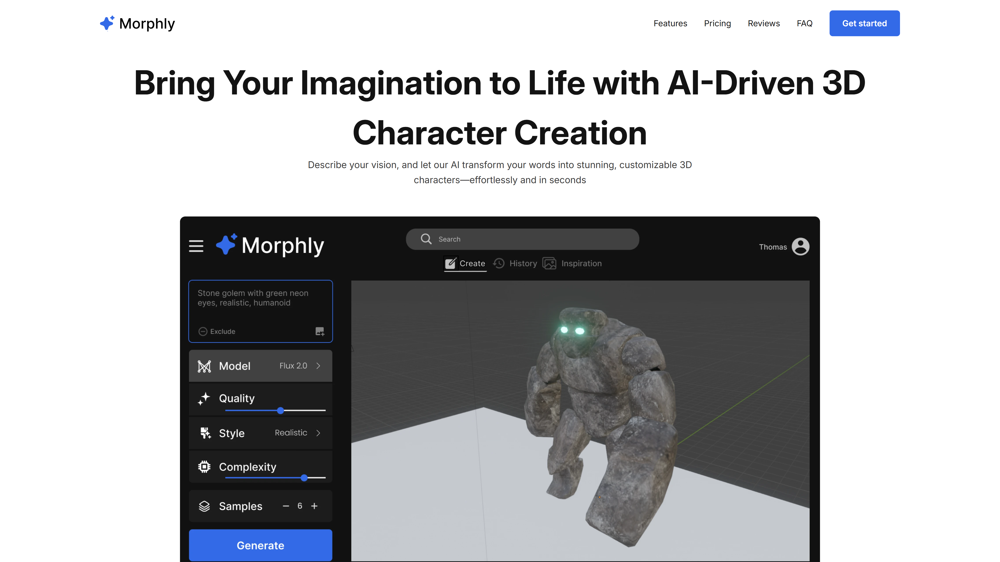 Morphly
Features
Pricing
Reviews
FAQ
Get started
Bring Your Imagination to Life with AI-Driven 3D
Character Creation
Describe your vision, and let our AI transform your words into stunning, customizable 3D
characters—effortlessly and in seconds
Morphly
Search
Thomas
Create
History
Inspiration
Stone golem with green neon
eyes, realistic, humanoid
Exclude
Model
Flux 2.0
Quality
Style
Realistic
Complexity
Samples
6
Generate